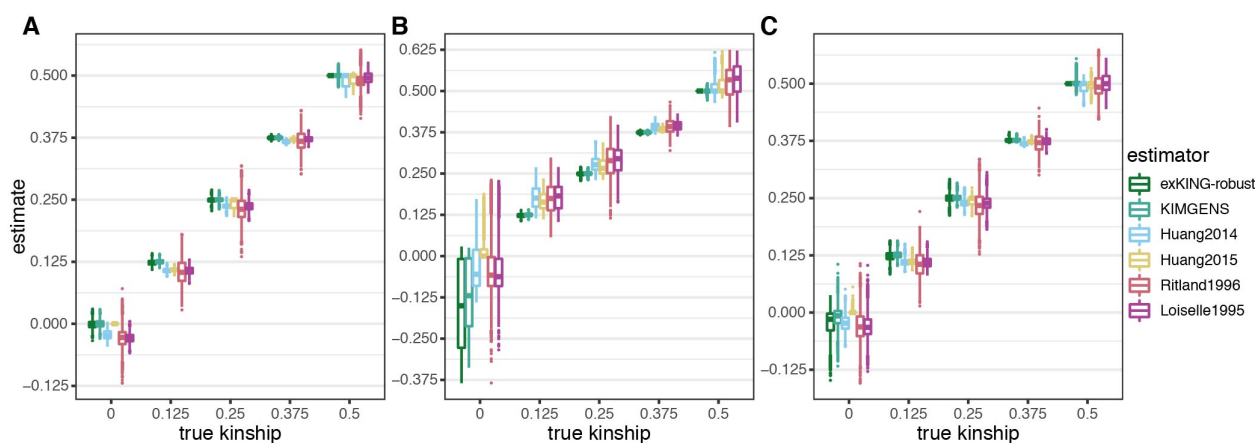 A
B
C
estimate
0.500
0.375
0.250
0.125
0.000
−0.125
0
0.125
0.25
0.375
0.5
true kinship
0.625
0.500
0.375
0.250
0.125
0.000
−0.125
−0.250
−0.375
0
0.125
0.25
0.375
0.5
true kinship
0.500
0.375
0.250
0.125
0.000
−0.125
0
0.125
0.25
0.375
0.5
true kinship
estimator
exKING-robust
KIMGENS
Huang2014
Huang2015
Ritland1996
Loiselle1995